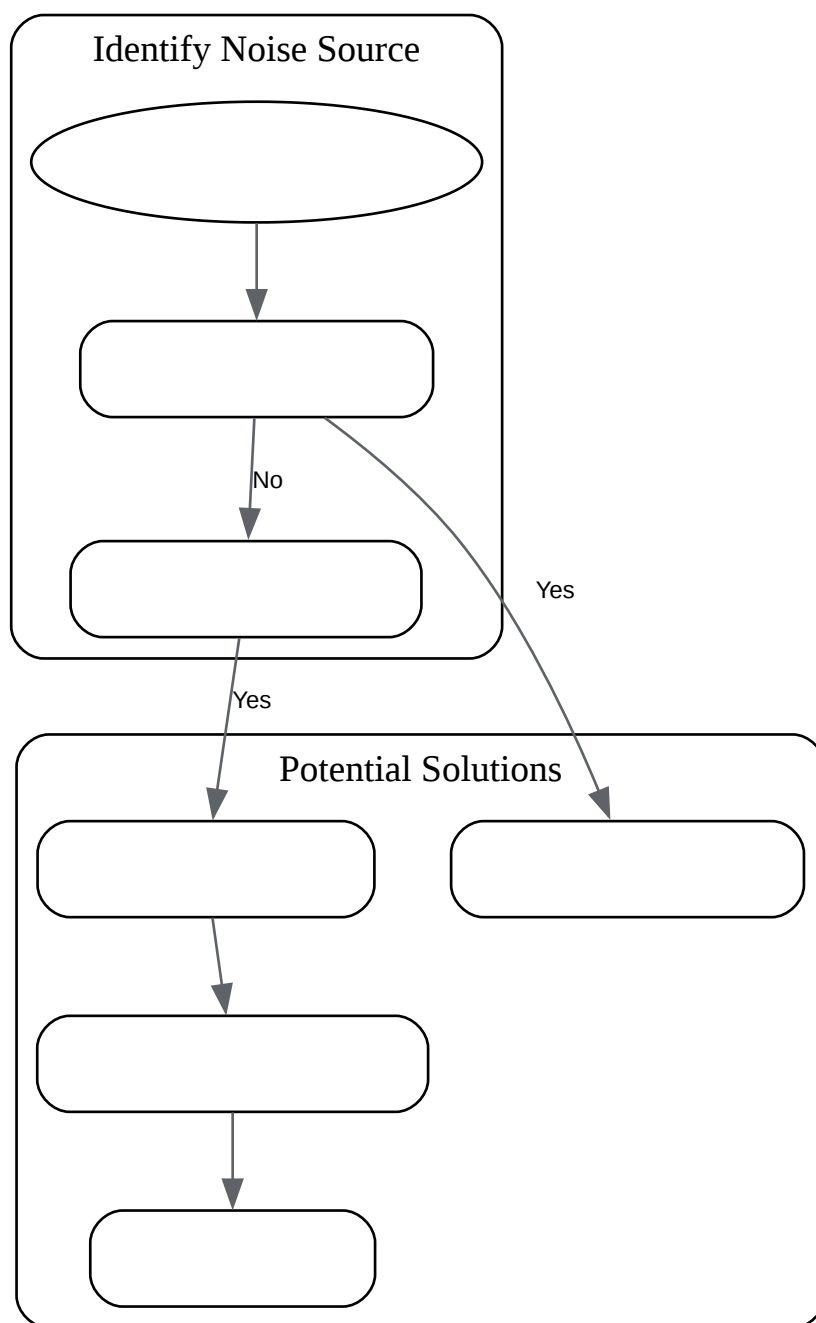 Identify Noise Source
No
Yes
Yes
Potential Solutions